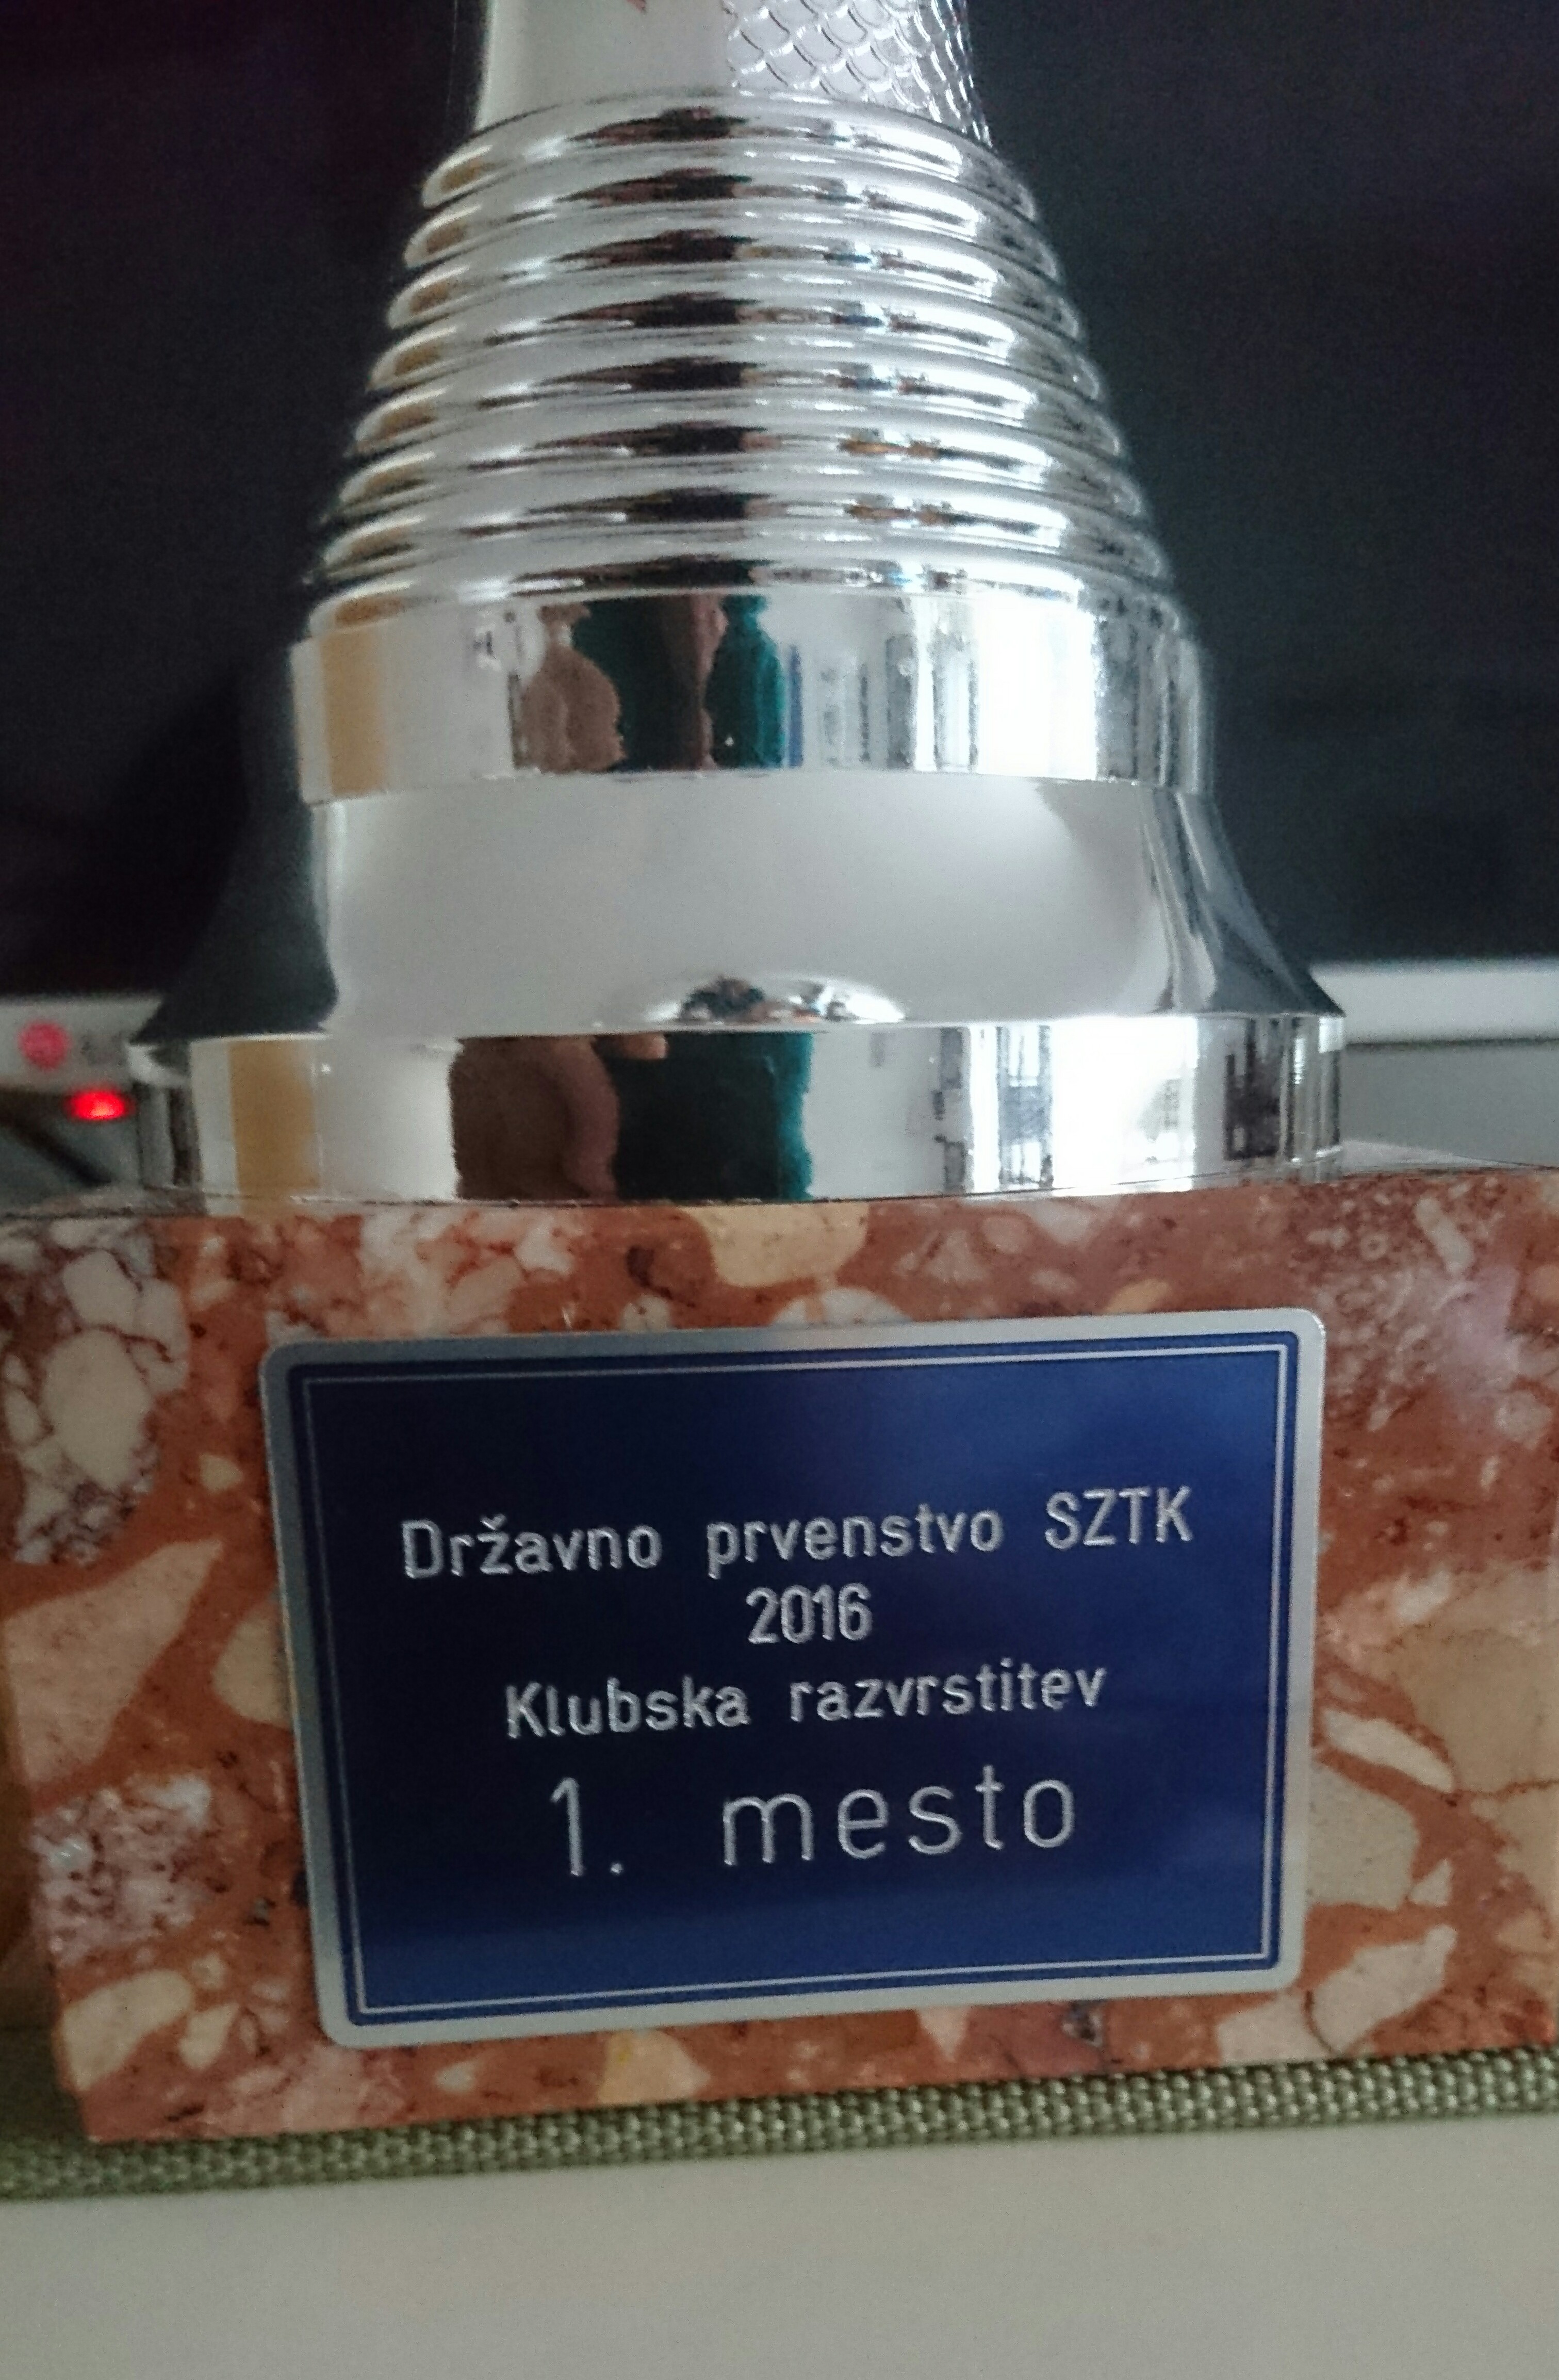 Državno prvenstvo SZTK
2016
Klubska razvrstitev
1. mesto